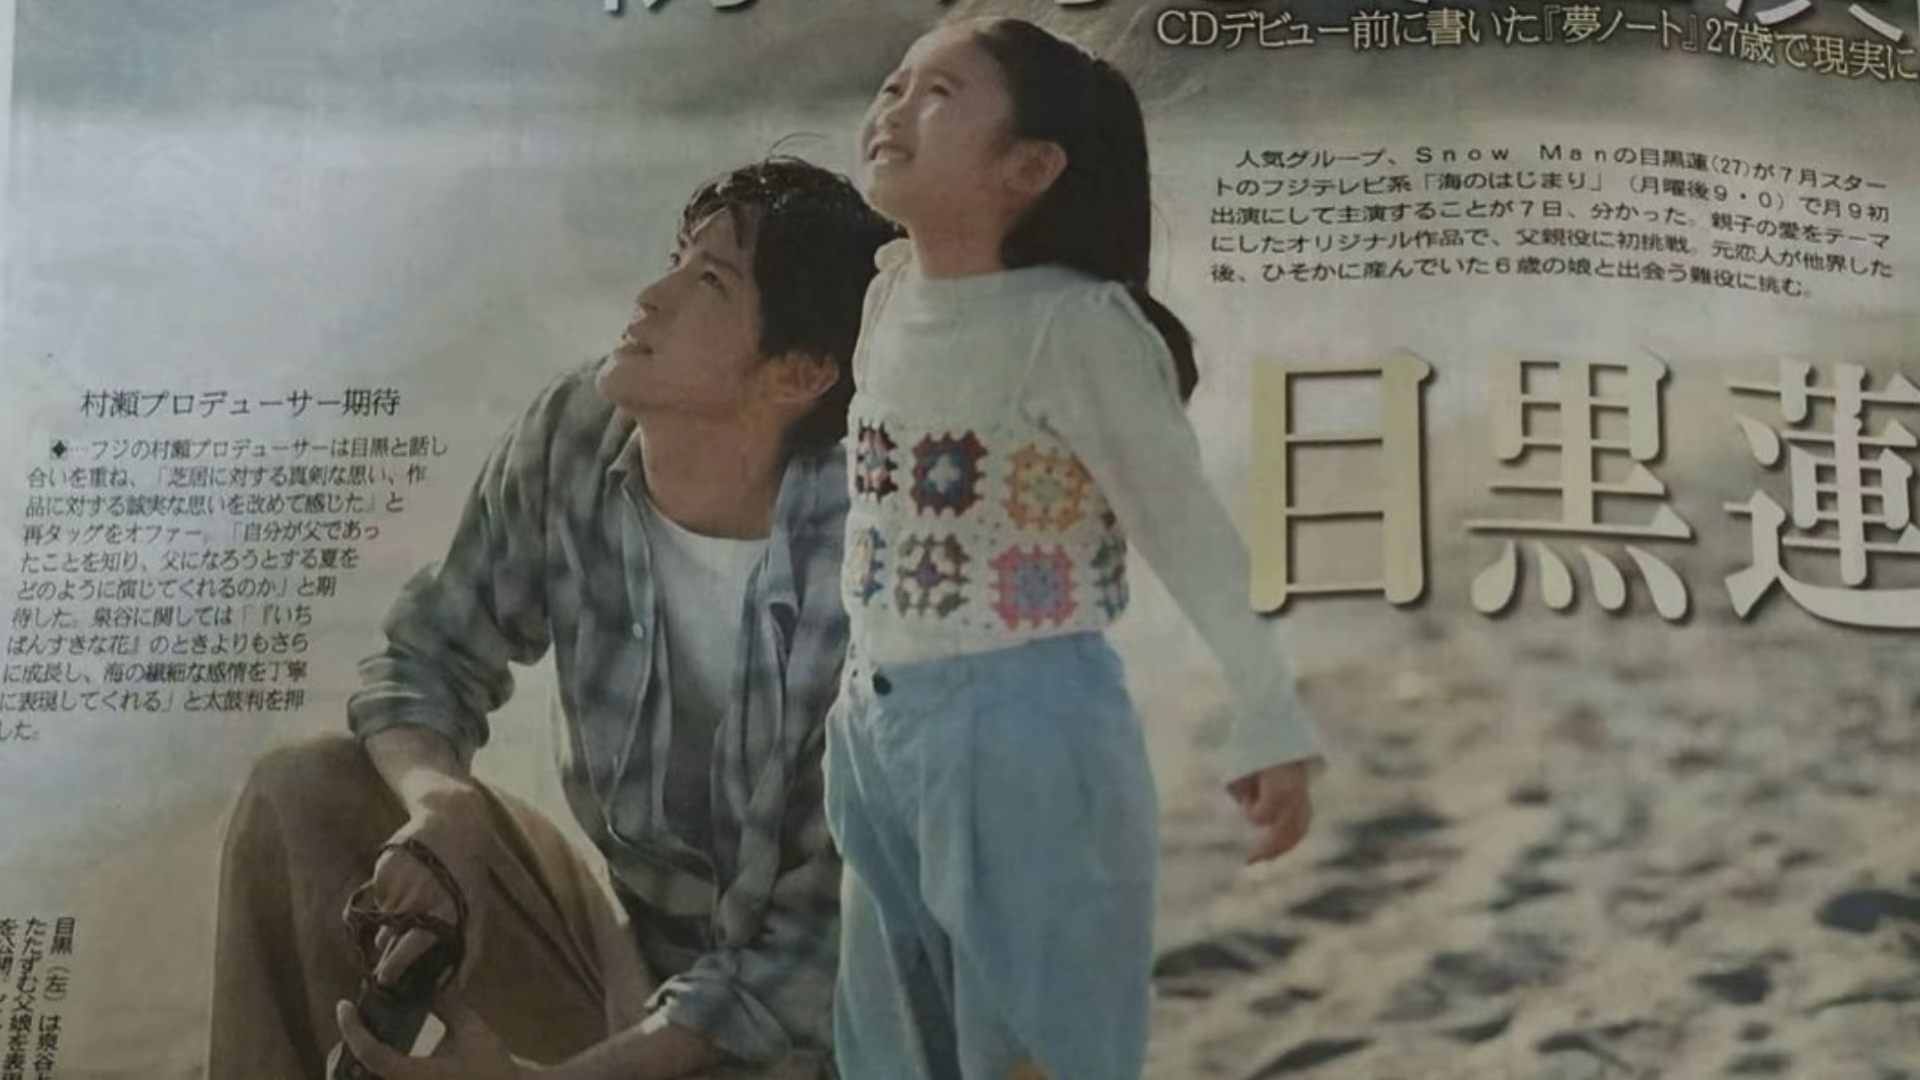 CDデビュー前に書いた『夢ノート』27歳で現実に
人気グループ、Snow Manの目黒蓮(27)が7月スター
トのフジテレビ系「海のはじまり」(月曜後9・0)で月9初
出演にして主演することが7日、分かった。親子の愛をテーマ
にしたオリジナル作品で、父親役に初挑戦。元恋人が他界した
後、ひそかに産んでいた6歳の娘と出会う難役に挑む。
目黒蓮
村瀬プロデューサー期待
◆…フジの村瀬プロデューサーは目黒と話し
合いを重ね、「芝居に対する真剣な思い、作
品に対する誠実な思いを改めて感じた」と
再タッグをオファー。「自分が父であっ
たことを知り、父になろうとする夏を
どのように演じてくれるのか」と期
待した。泉谷に関しては「『いち
ばんすきな花』のときよりもさら
に成長し、海の繊細な感情を丁寧
に表現してくれる」と太鼓判を押
した。
目黒(左)は泉谷と
たたずむ父娘を表現
を公開